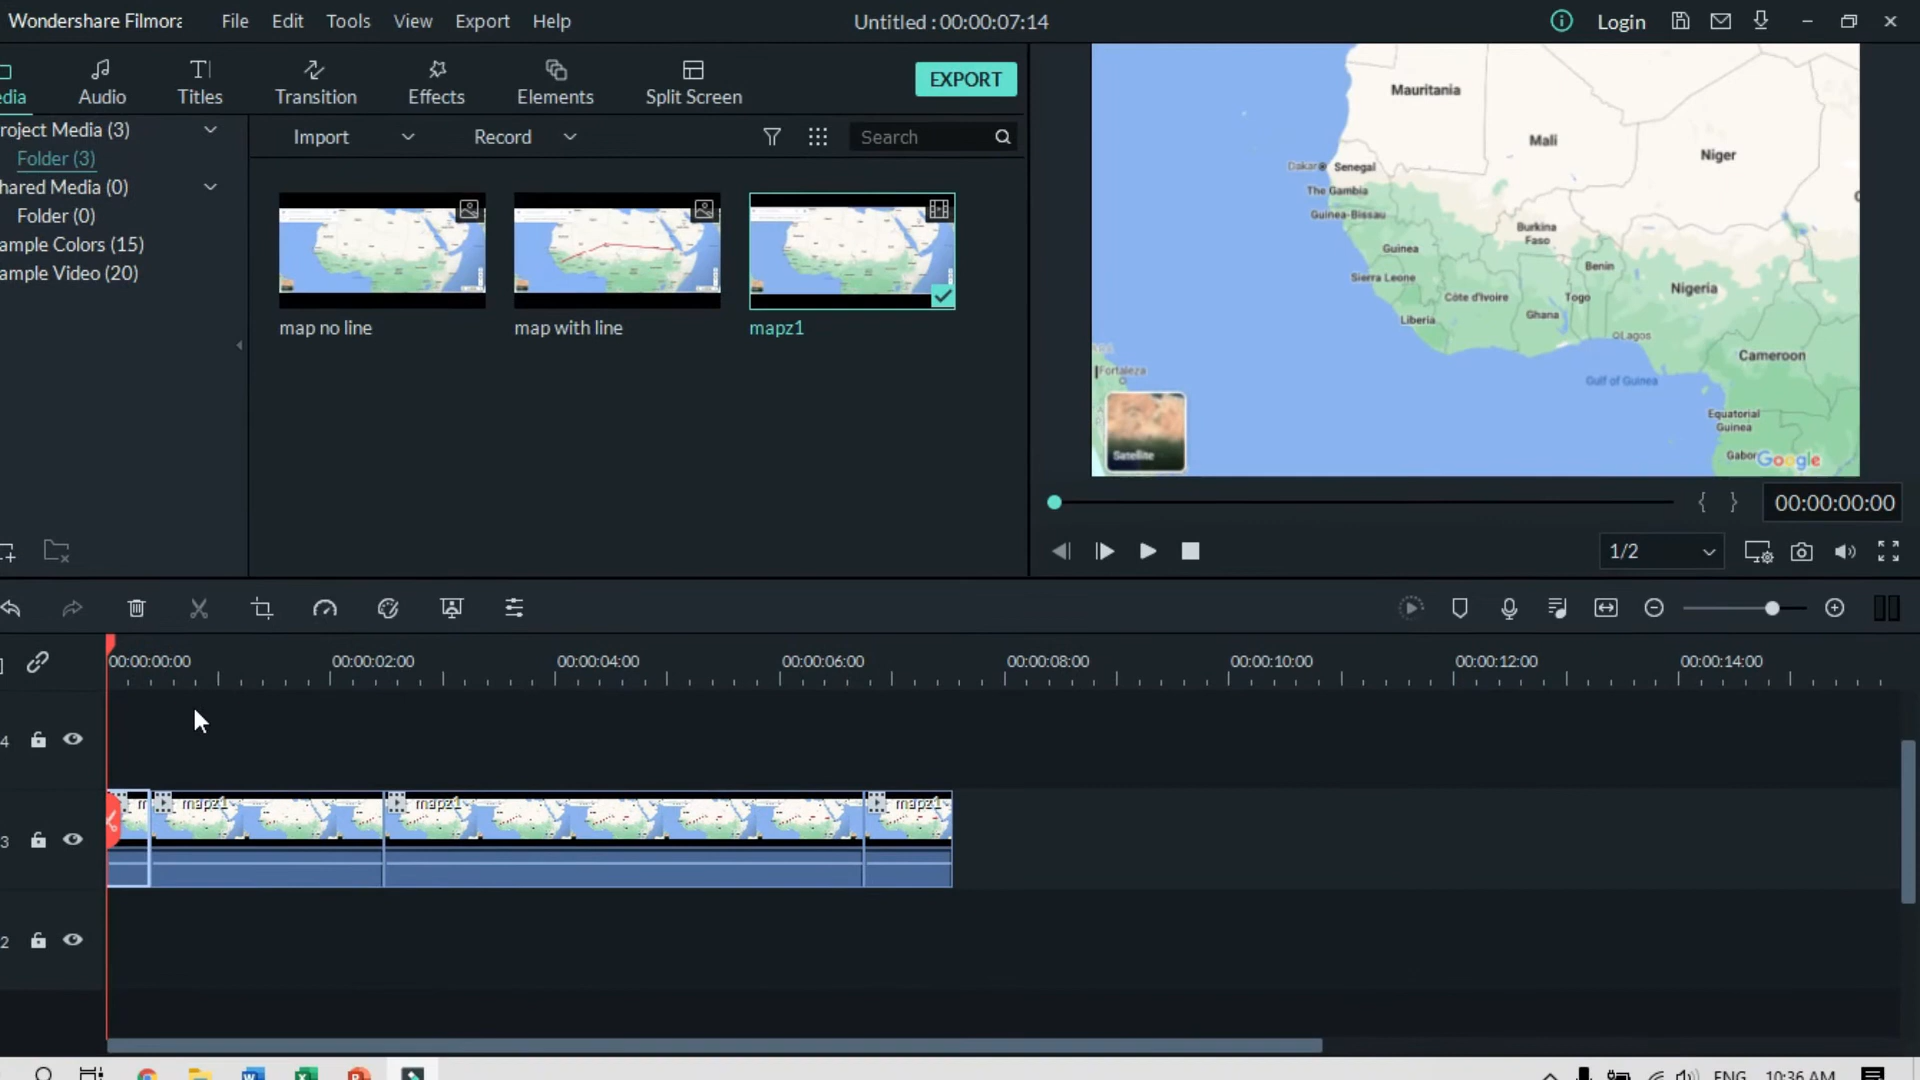 Wondershare Filmora
File Edit Tools View Export Help
Untitled : 00:00:07:14
Login
edia
Audio
Titles
Transition
Effects
Elements
Split Screen
EXPORT
roject Media (3)
Folder (3)
hared Media (0)
Folder (0)
ample Colors (15)
ample Video (20)
Import
Record
Search
map no line
map with line
mapz1
Mauritania
Mali
Niger
Dakar
Senegal
The Gambia
Guinea-Bissau
Burkina
Faso
Guinea
Benin
Sierra Leone
Nigeria
Côte d'Ivoire
Togo
Ghana
Liberia
Lagos
Cameroon
Fortaleza
Gulf of Guinea
Equatorial
Guinea
Satellite
Gabor
Google
00:00:00:00
1/2
00:00:00:00
00:00:02:00
00:00:04:00
00:00:06:00
00:00:08:00
00:00:10:00
00:00:12:00
00:00:14:00
4
m
mapz1
mapz1
mapz1
3
2
ENG
10:36 AM